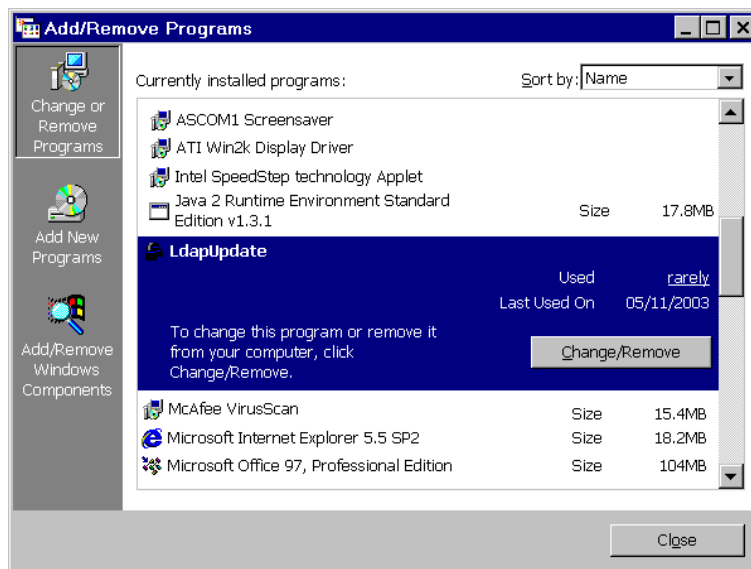 Add/Remove Programs
Change or
Remove
Programs
Add New
Programs
Add/Remove
Windows
Components
Currently installed programs:
Sort by: Name
ASCOM1 Screensaver
ATI Win2k Display Driver
Intel SpeedStep technology Applet
Java 2 Runtime Environment Standard
Edition v1.3.1 Size 17.8MB
LdapUpdate
Used rarely
Last Used On 05/11/2003
To change this program or remove it
from your computer, click
Change/Remove.
Change/Remove
McAfee VirusScan Size 15.4MB
Microsoft Internet Explorer 5.5 SP2 Size 18.2MB
Microsoft Office 97, Professional Edition Size 104MB
Close